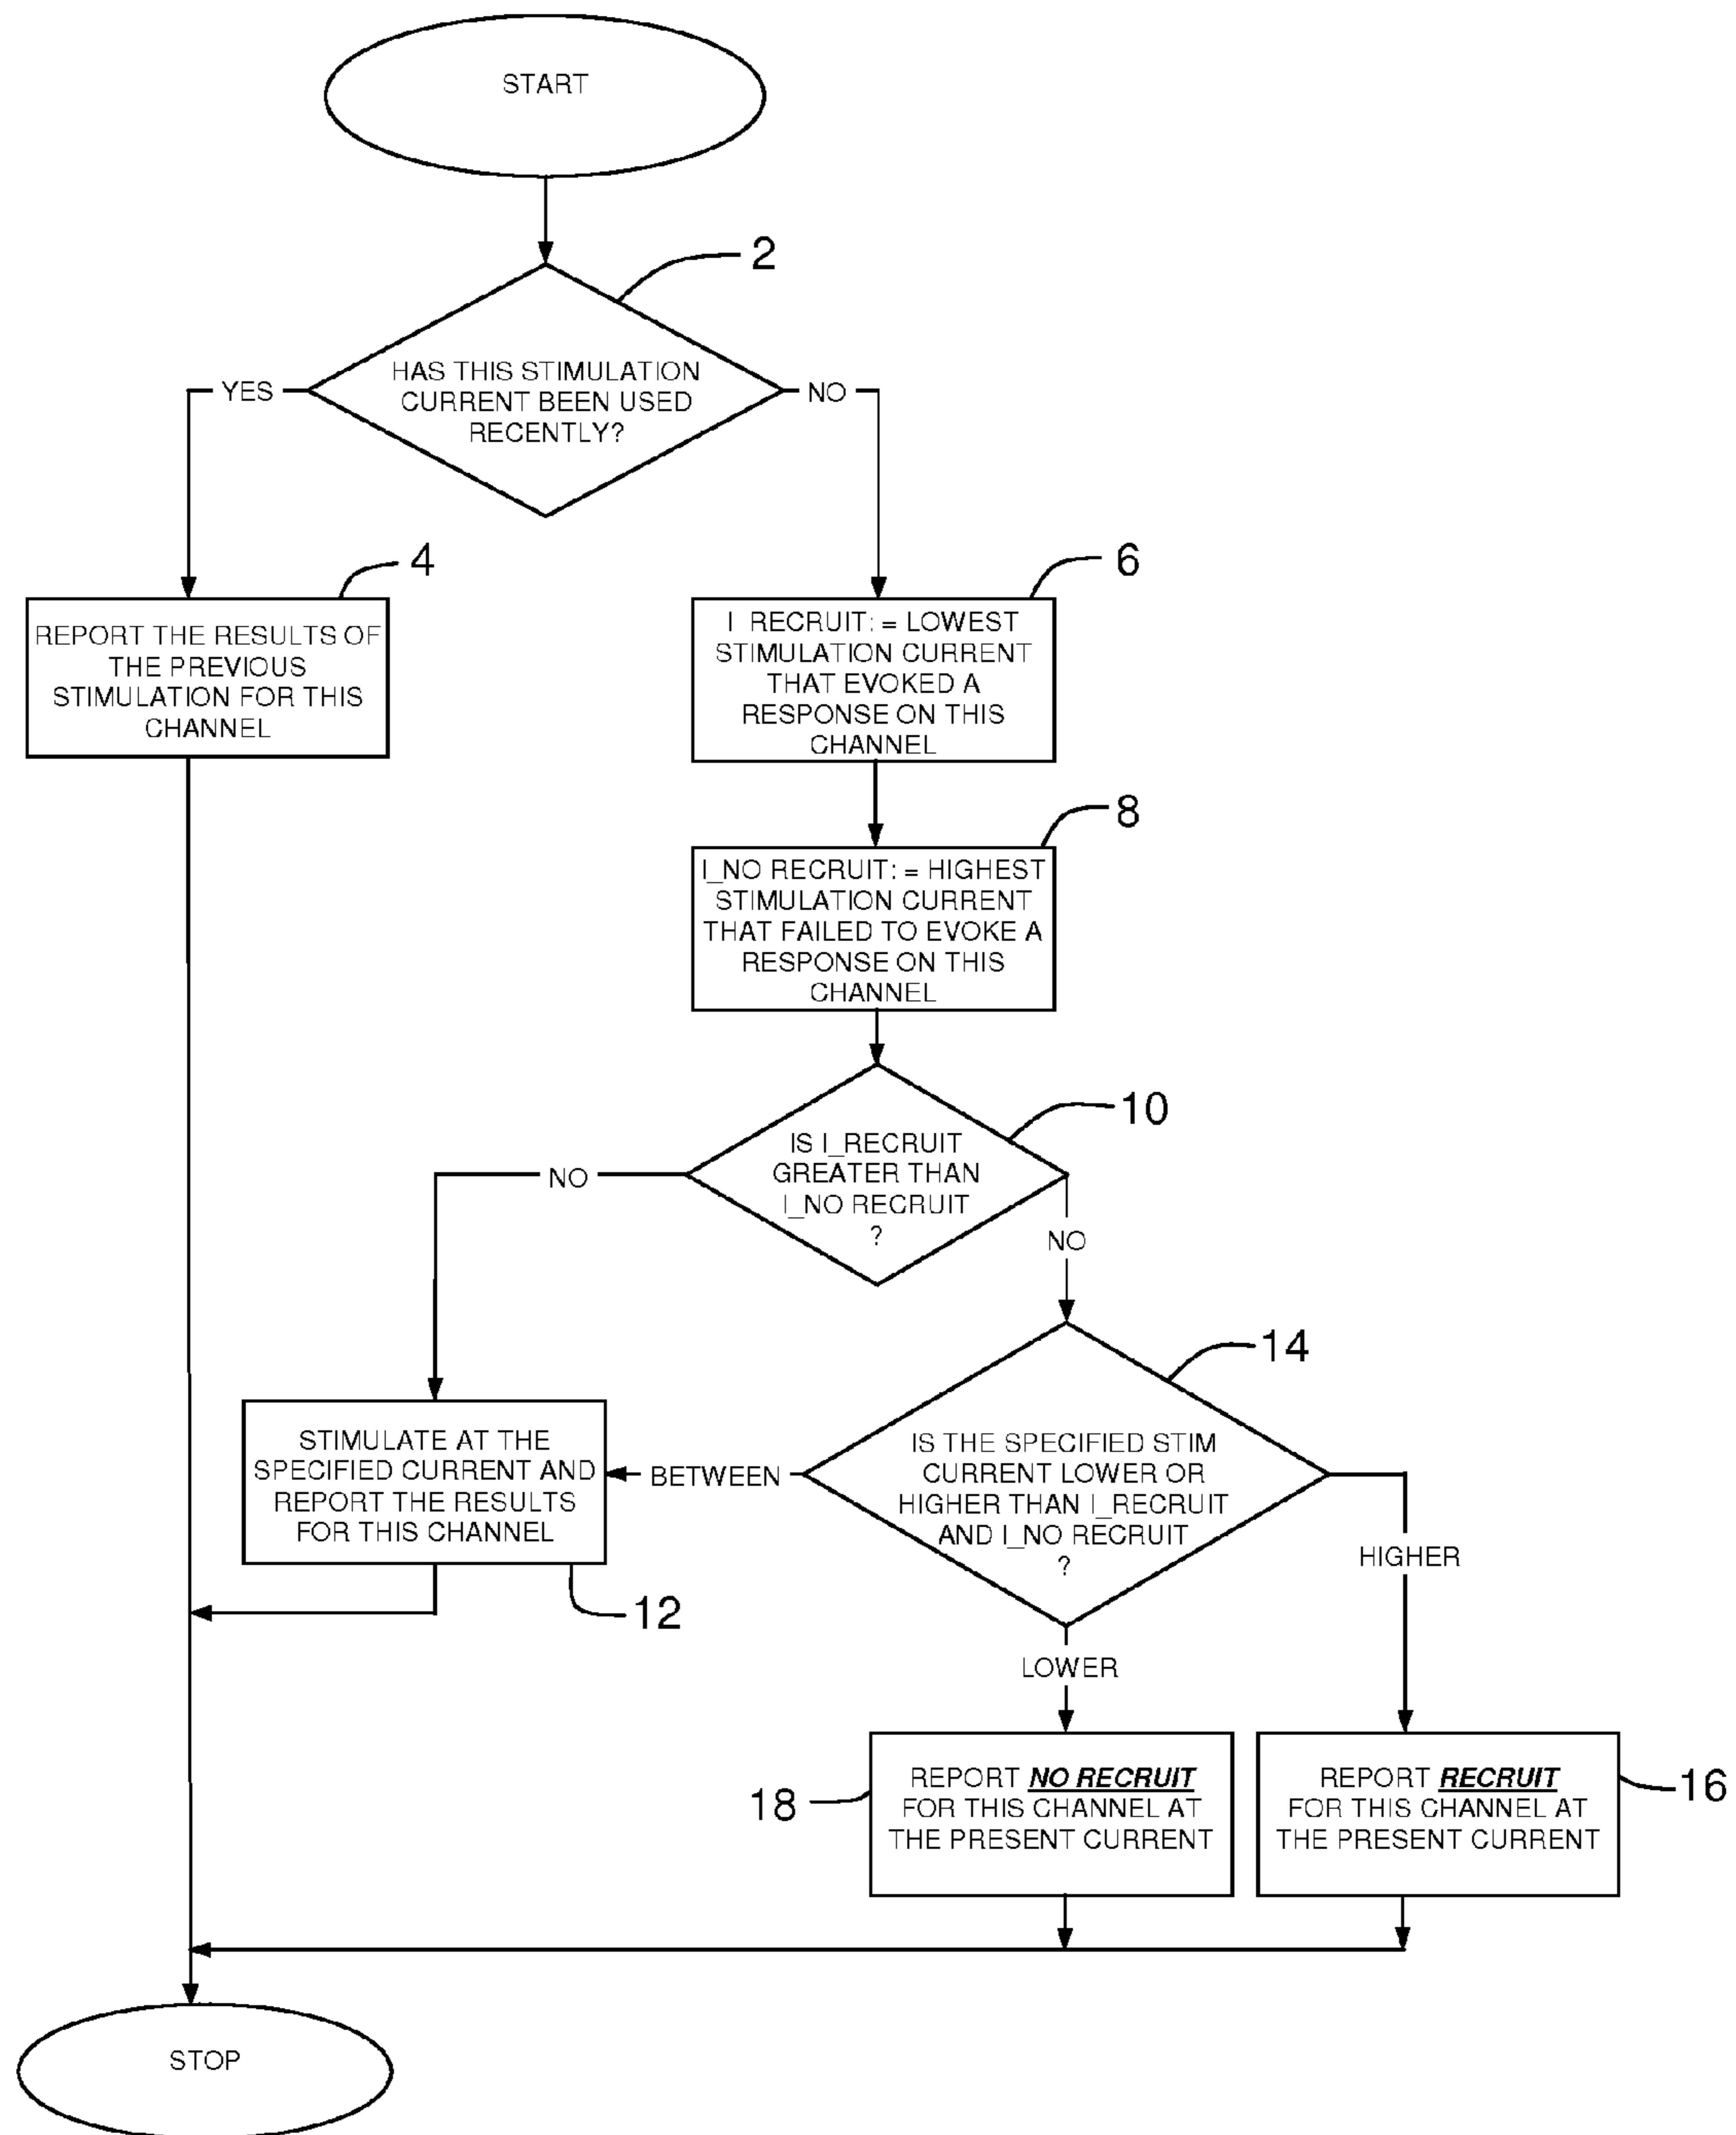 START
2
HAS THIS STIMULATION
CURRENT BEEN USED
RECENTLY?
YES
NO
4
REPORT THE RESULTS OF
THE PREVIOUS
STIMULATION FOR THIS
CHANNEL
6
I RECRUIT: = LOWEST
STIMULATION CURRENT
THAT EVOKED A
RESPONSE ON THIS
CHANNEL
8
I_NO RECRUIT: = HIGHEST
STIMULATION CURRENT
THAT FAILED TO EVOKE A
RESPONSE ON THIS
CHANNEL
10
IS I_RECRUIT
GREATER THAN
I_NO RECRUIT
?
NO
NO
14
IS THE SPECIFIED STIM
CURRENT LOWER OR
HIGHER THAN I_RECRUIT
AND I_NO RECRUIT
?
BETWEEN
STIMULATE AT THE
SPECIFIED CURRENT AND
REPORT THE RESULTS
FOR THIS CHANNEL
12
HIGHER
LOWER
18
REPORT NO RECRUIT
FOR THIS CHANNEL AT
THE PRESENT CURRENT
REPORT RECRUIT
FOR THIS CHANNEL AT
THE PRESENT CURRENT
16
STOP